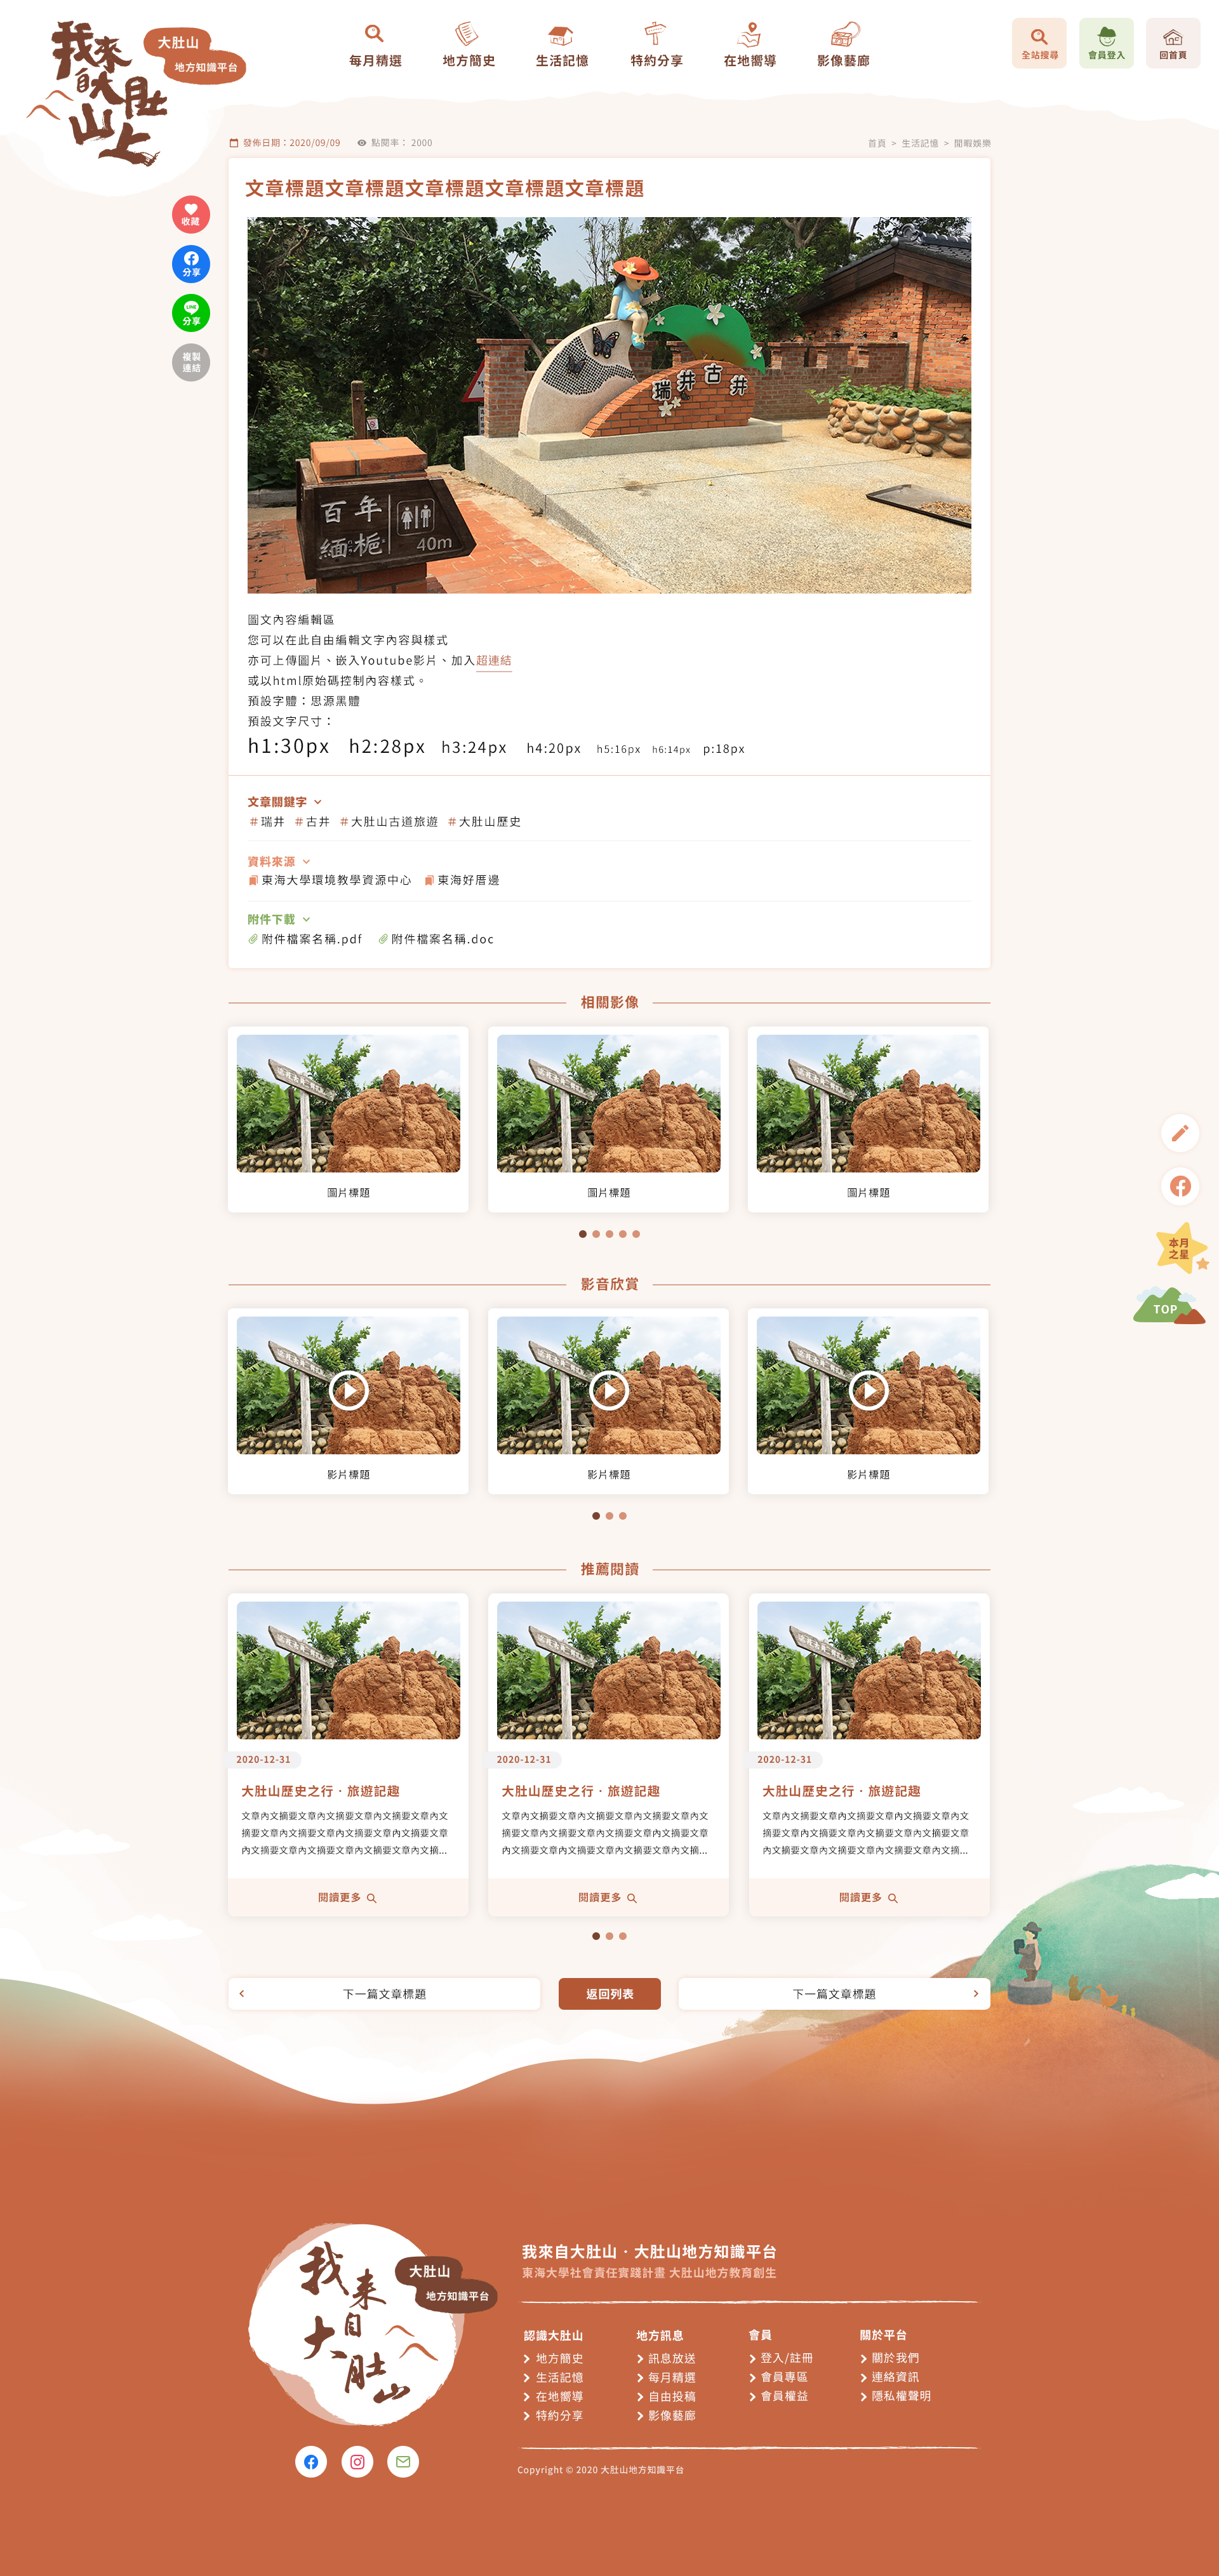 我來自大肚山上
大肚山
地方知識平台
每月精選
地方簡史
生活記憶
特約分享
在地嚮導
影像藝廊
全站搜尋
會員登入
回首頁
發佈日期：2020/09/09
點閱率： 2000
首頁 > 生活記憶 > 閒暇娛樂
收藏
分享
LINE
分享
複製
連結
文章標題文章標題文章標題文章標題文章標題
瑞井古井
百年
緬梔
40m
圖文內容編輯區
您可以在此自由編輯文字內容與樣式
亦可上傳圖片、嵌入Youtube影片、加入超連結
或以html原始碼控制內容樣式。
預設字體：思源黑體
預設文字尺寸：
h1:30px h2:28px h3:24px h4:20px h5:16px h6:14px p:18px
文章關鍵字
#瑞井 #古井 #大肚山古道旅遊 #大肚山歷史
資料來源
東海大學環境教學資源中心 東海好厝邊
附件下載
附件檔案名稱.pdf 附件檔案名稱.doc
相關影像
圖片標題
圖片標題
圖片標題
本月
之星
TOP
影音欣賞
影片標題
影片標題
影片標題
推薦閱讀
2020-12-31
大肚山歷史之行．旅遊記趣
文章內文摘要文章內文摘要文章內文摘要文章內文
摘要文章內文摘要文章內文摘要文章內文摘要文章
內文摘要文章內文摘要文章內文摘要文章內文摘...
閱讀更多
2020-12-31
大肚山歷史之行．旅遊記趣
文章內文摘要文章內文摘要文章內文摘要文章內文
摘要文章內文摘要文章內文摘要文章內文摘要文章
內文摘要文章內文摘要文章內文摘要文章內文摘...
閱讀更多
2020-12-31
大肚山歷史之行．旅遊記趣
文章內文摘要文章內文摘要文章內文摘要文章內文
摘要文章內文摘要文章內文摘要文章內文摘要文章
內文摘要文章內文摘要文章內文摘要文章內文摘...
閱讀更多
下一篇文章標題
返回列表
下一篇文章標題
我来自大肚山
大肚山
地方知識平台
我來自大肚山．大肚山地方知識平台
東海大學社會責任實踐計畫 大肚山地方教育創生
認識大肚山
地方簡史
生活記憶
在地嚮導
特約分享
地方訊息
訊息放送
每月精選
自由投稿
影像藝廊
會員
登入/註冊
會員專區
會員權益
關於平台
關於我們
連絡資訊
隱私權聲明
Copyright © 2020 大肚山地方知識平台